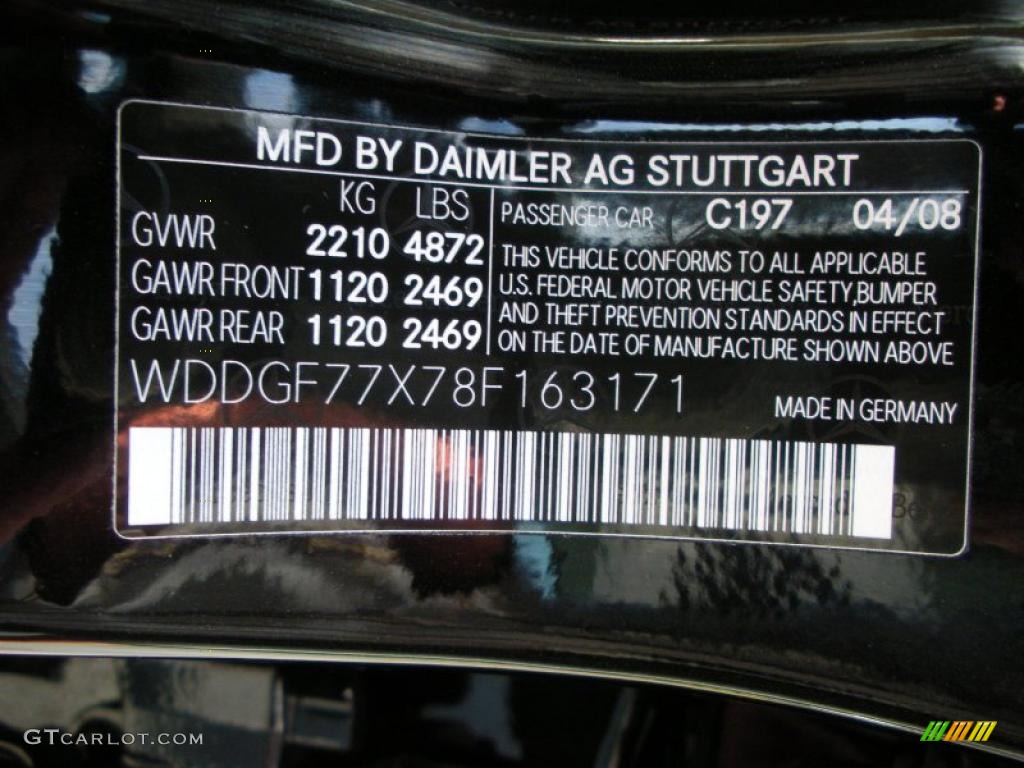 MFD BY DAIMLER AG STUTTGART
KG LBS
GVWR 2210 4872
GAWR FRONT 1120 2469
GAWR REAR 1120 2469
PASSENGER CAR C197 04/08
THIS VEHICLE CONFORMS TO ALL APPLICABLE
U.S. FEDERAL MOTOR VEHICLE SAFETY,BUMPER
AND THEFT PREVENTION STANDARDS IN EFFECT
ON THE DATE OF MANUFACTURE SHOWN ABOVE
WDDGF77X78F163171
MADE IN GERMANY
GTCARLOT.COM